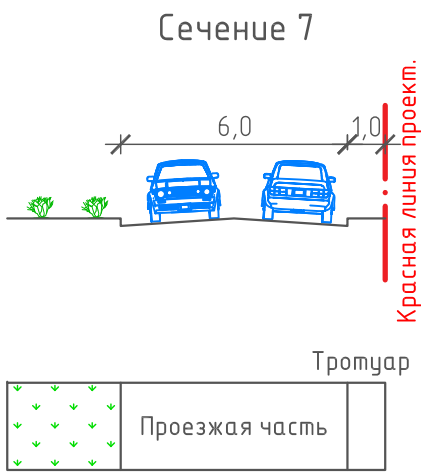 Сечение 7
6,0
1,0
Красная линия проект.
Тротуар
Проезжая часть